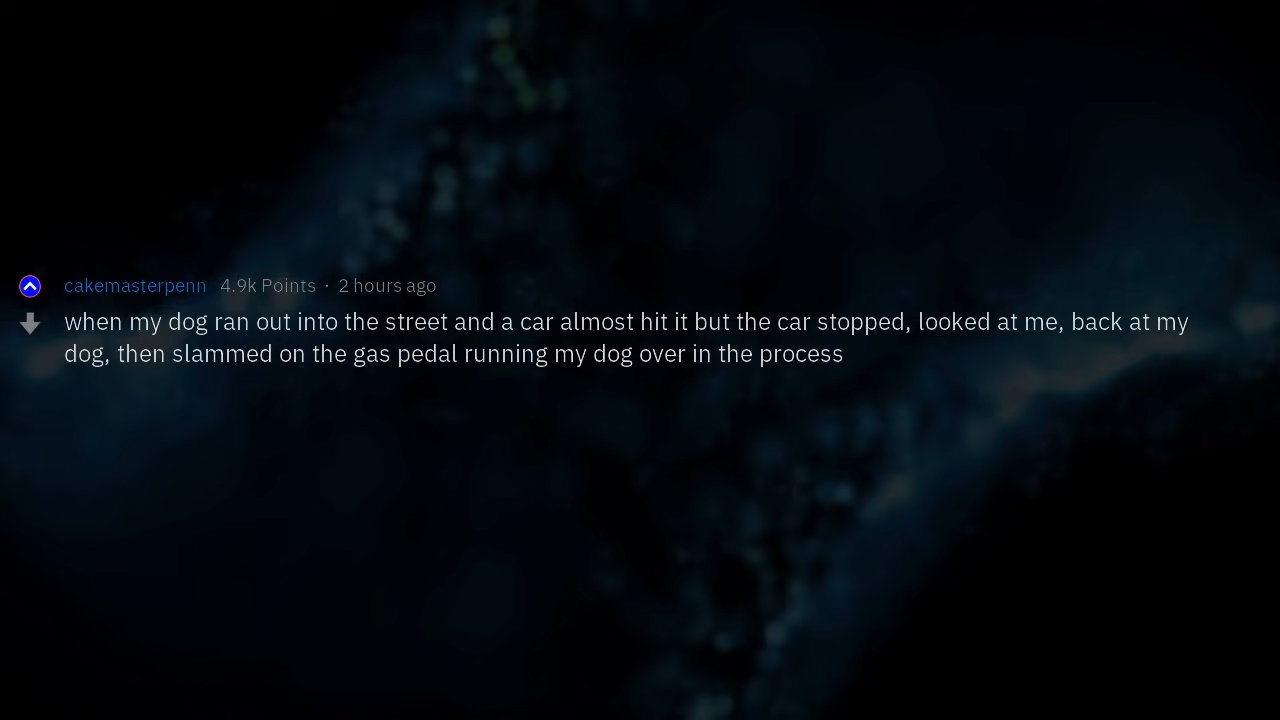 cakemasterpenn 4.9k Points · 2 hours ago
when my dog ran out into the street and a car almost hit it but the car stopped, looked at me, back at my
dog, then slammed on the gas pedal running my dog over in the process